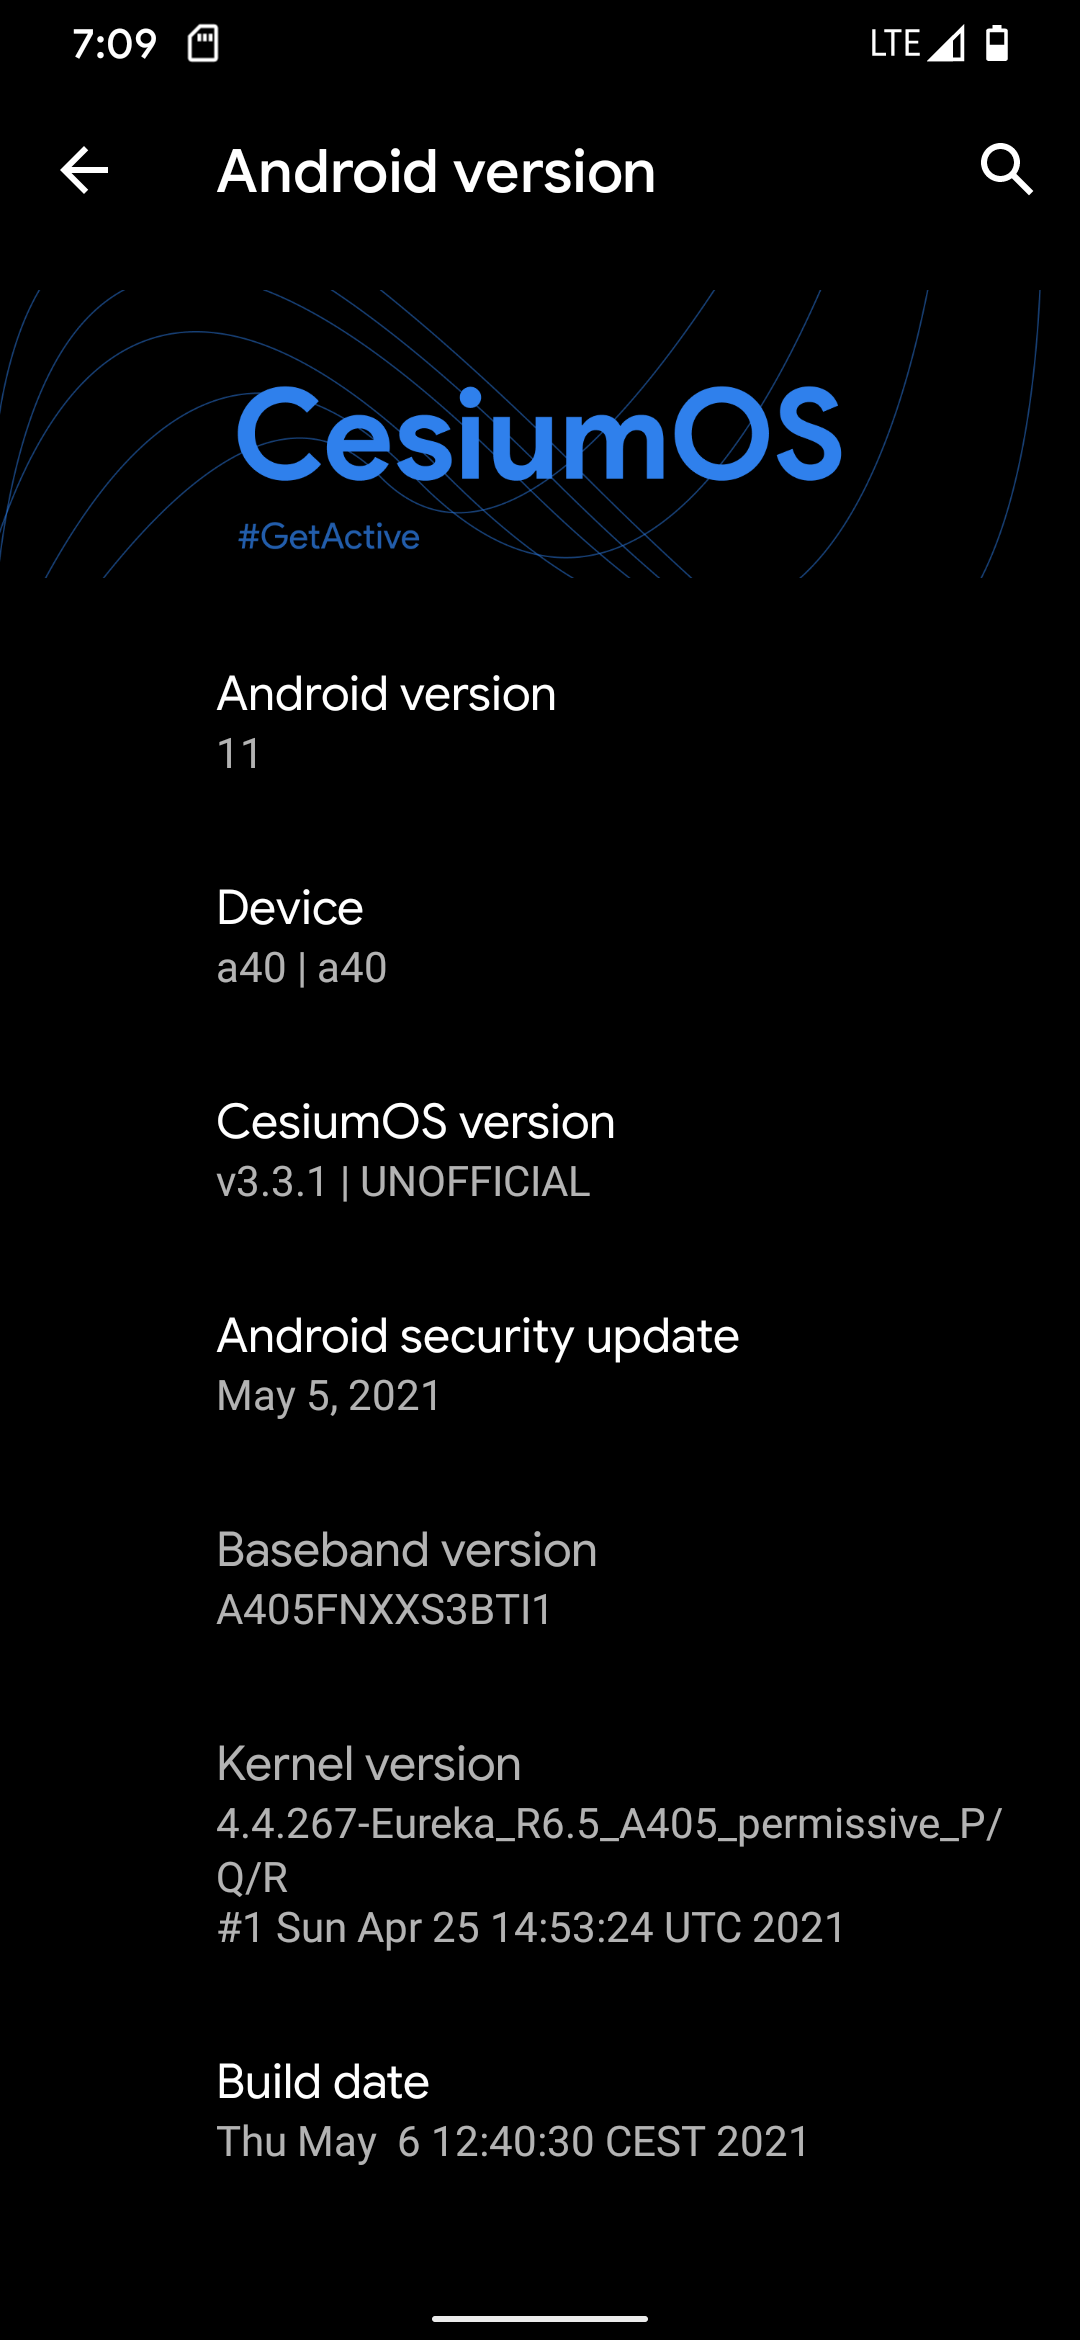 7:09
LTE
Android version
CesiumOS
#GetActive
Android version
11
Device
a40 | a40
CesiumOS version
v3.3.1 | UNOFFICIAL
Android security update
May 5, 2021
Baseband version
A405FNXXS3BTI1
Kernel version
4.4.267-Eureka_R6.5_A405_permissive_P/
Q/R
#1 Sun Apr 25 14:53:24 UTC 2021
Build date
Thu May  6 12:40:30 CEST 2021